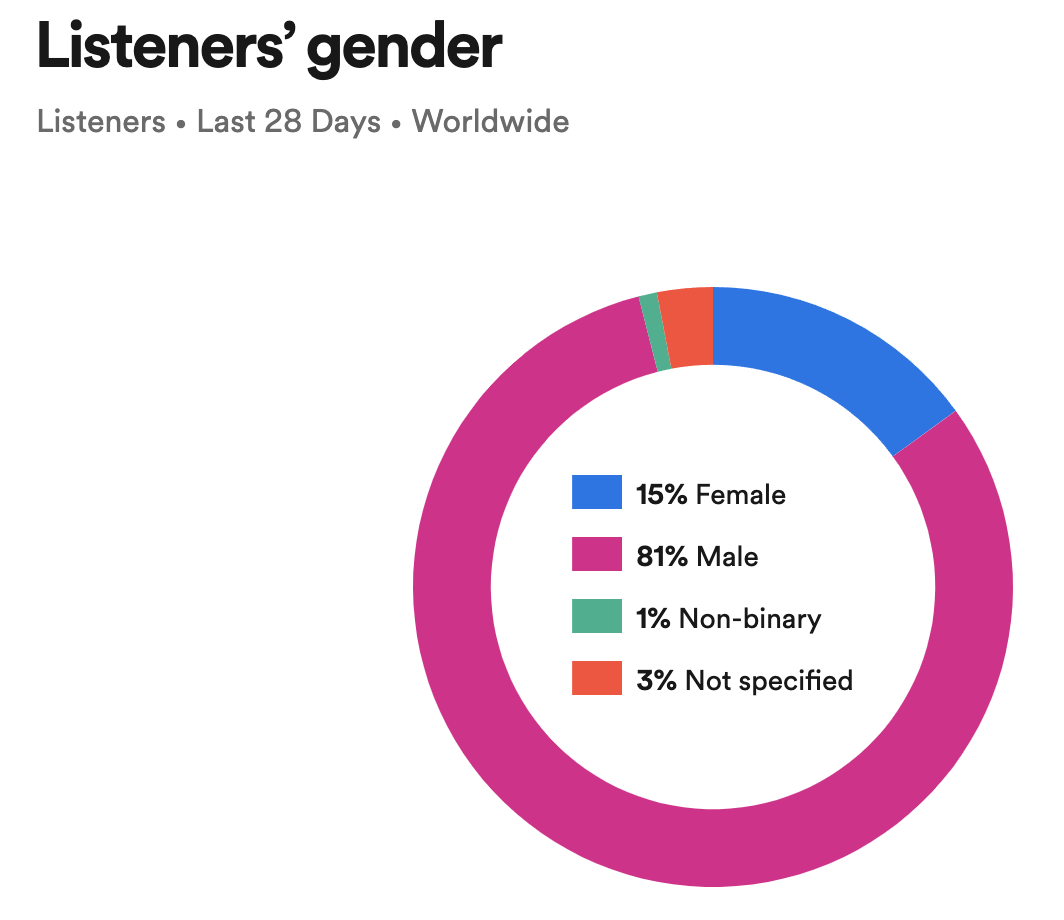 Listeners’ gender
Listeners • Last 28 Days • Worldwide
15% Female
81% Male
1% Non-binary
3% Not specified